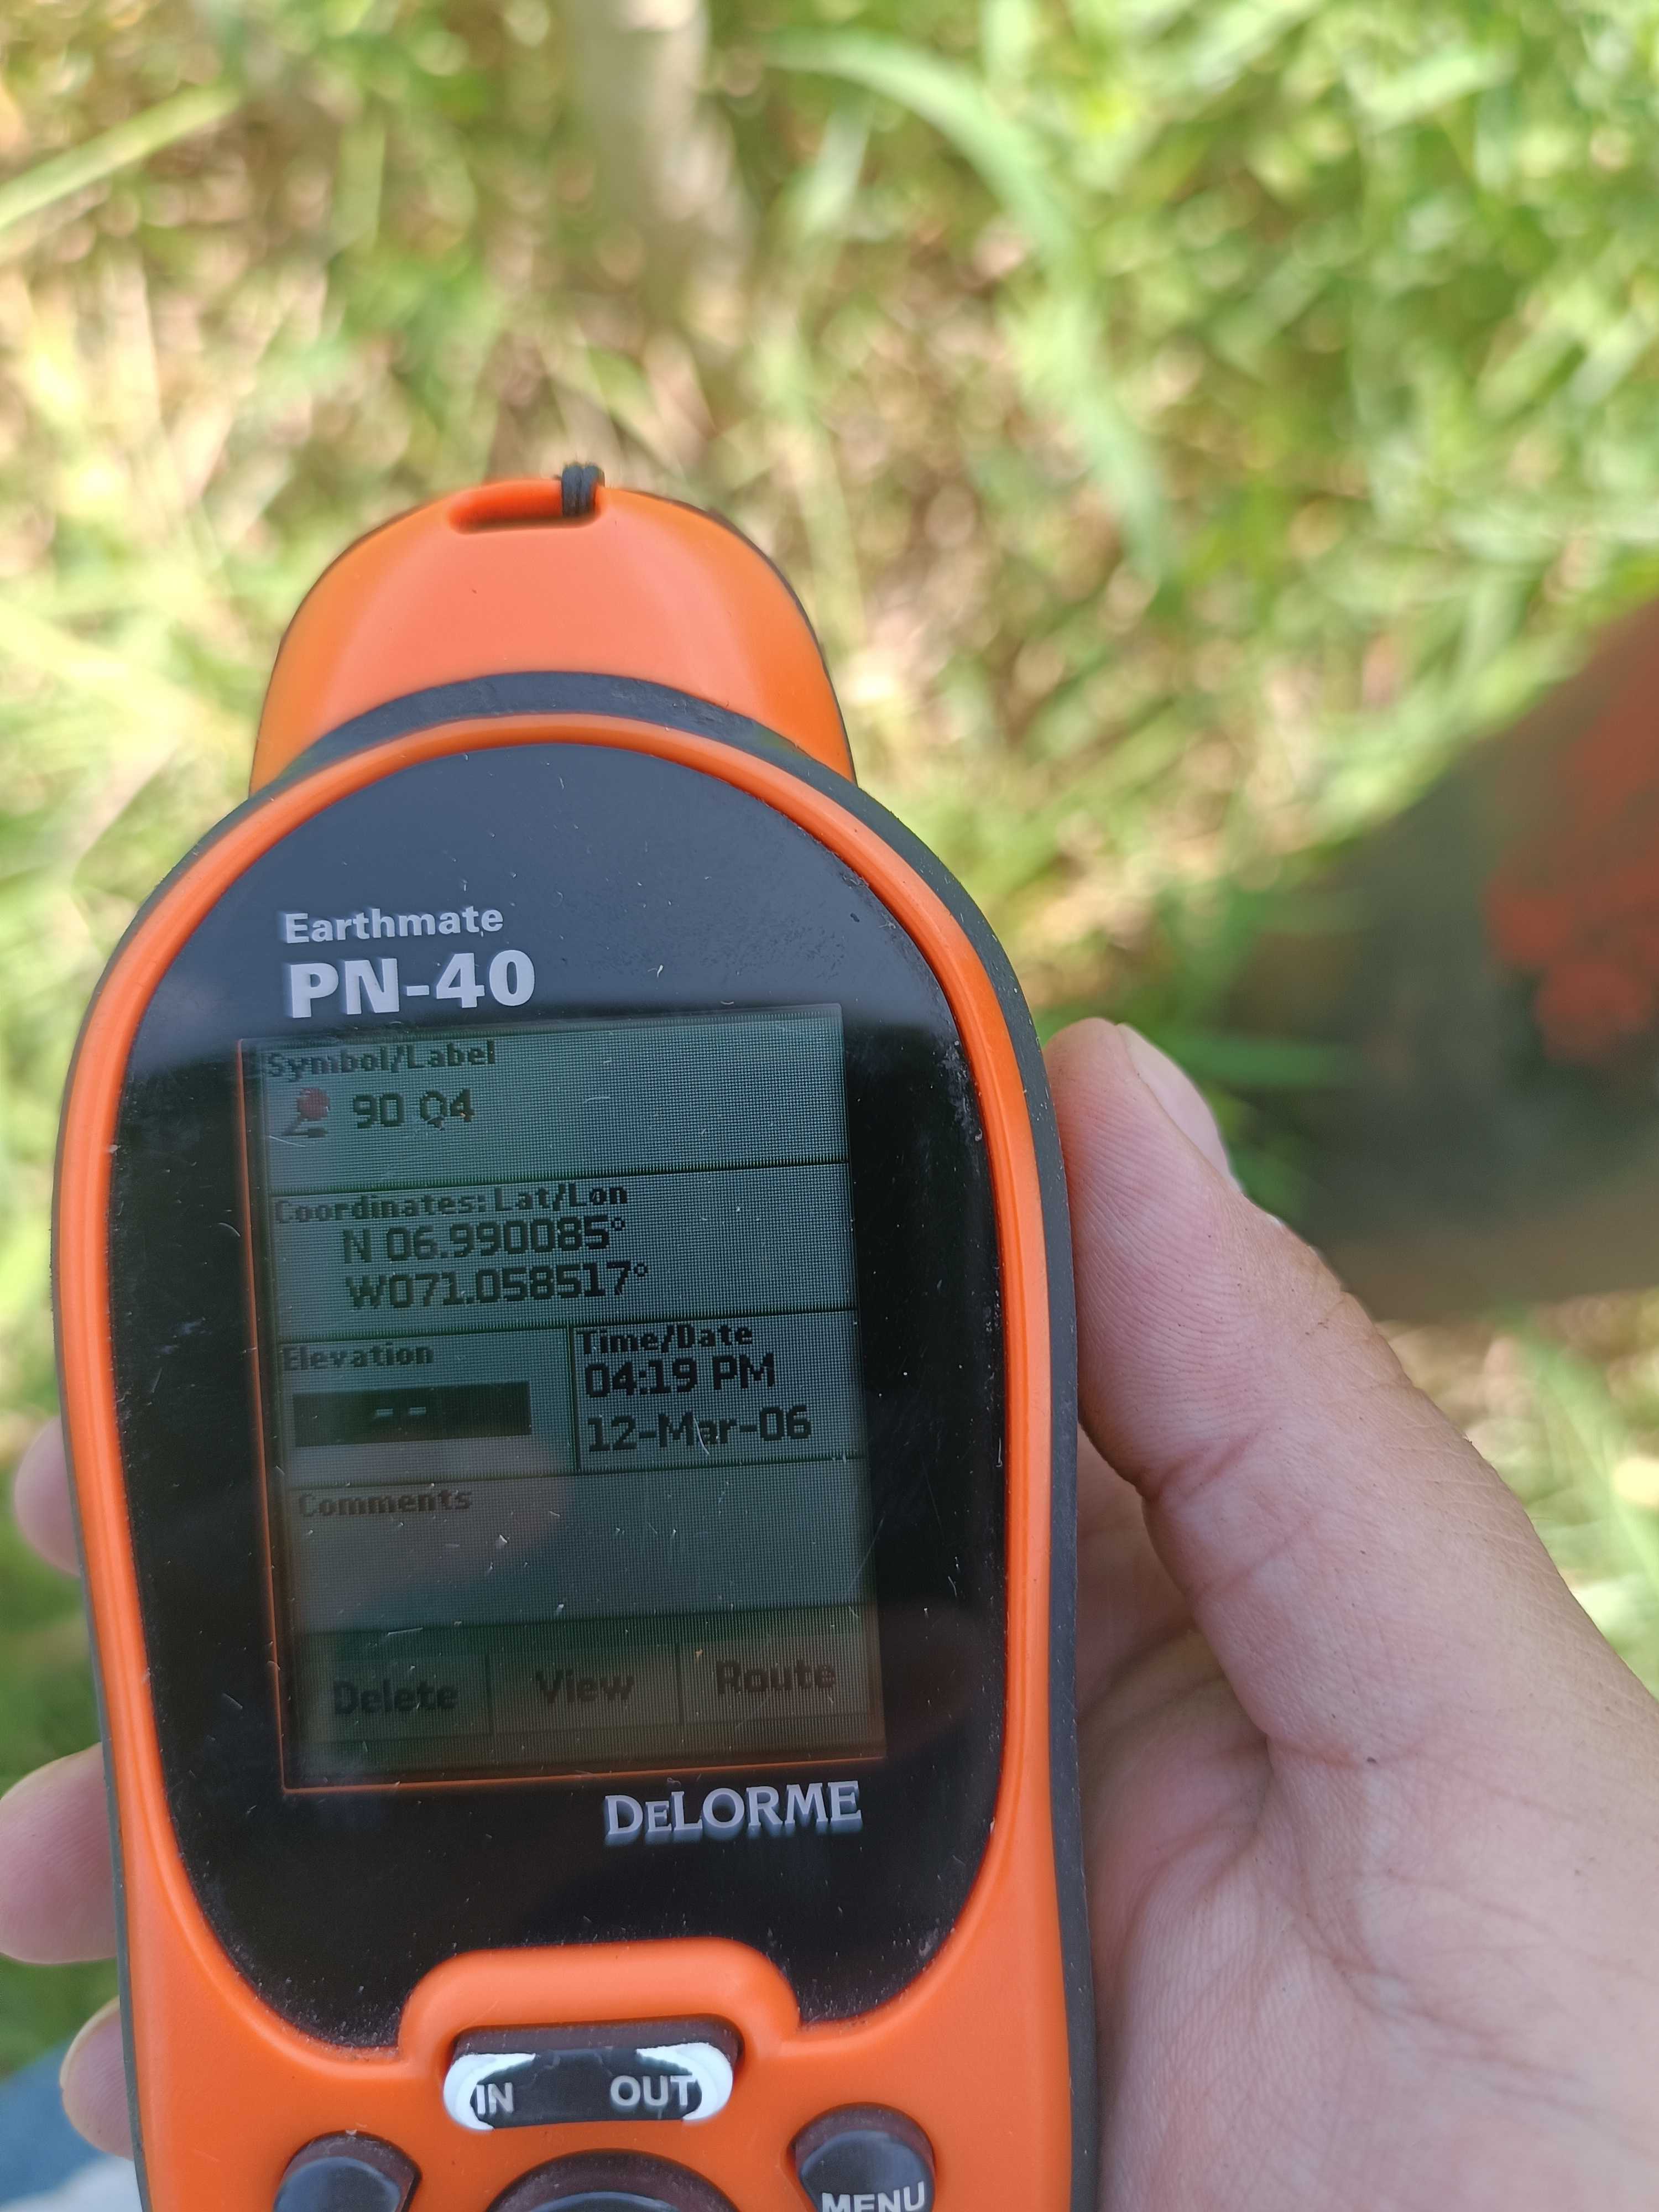 Earthmate
PN-40
Symbol/Label
90 Q4
Coordinates: Lat/Lon
N 06.990085°
W071.058517°
Elevation
--
Time/Date
04:19 PM
12-Mar-06
Comments
Delete View Route
DELORME
IN OUT
MENU